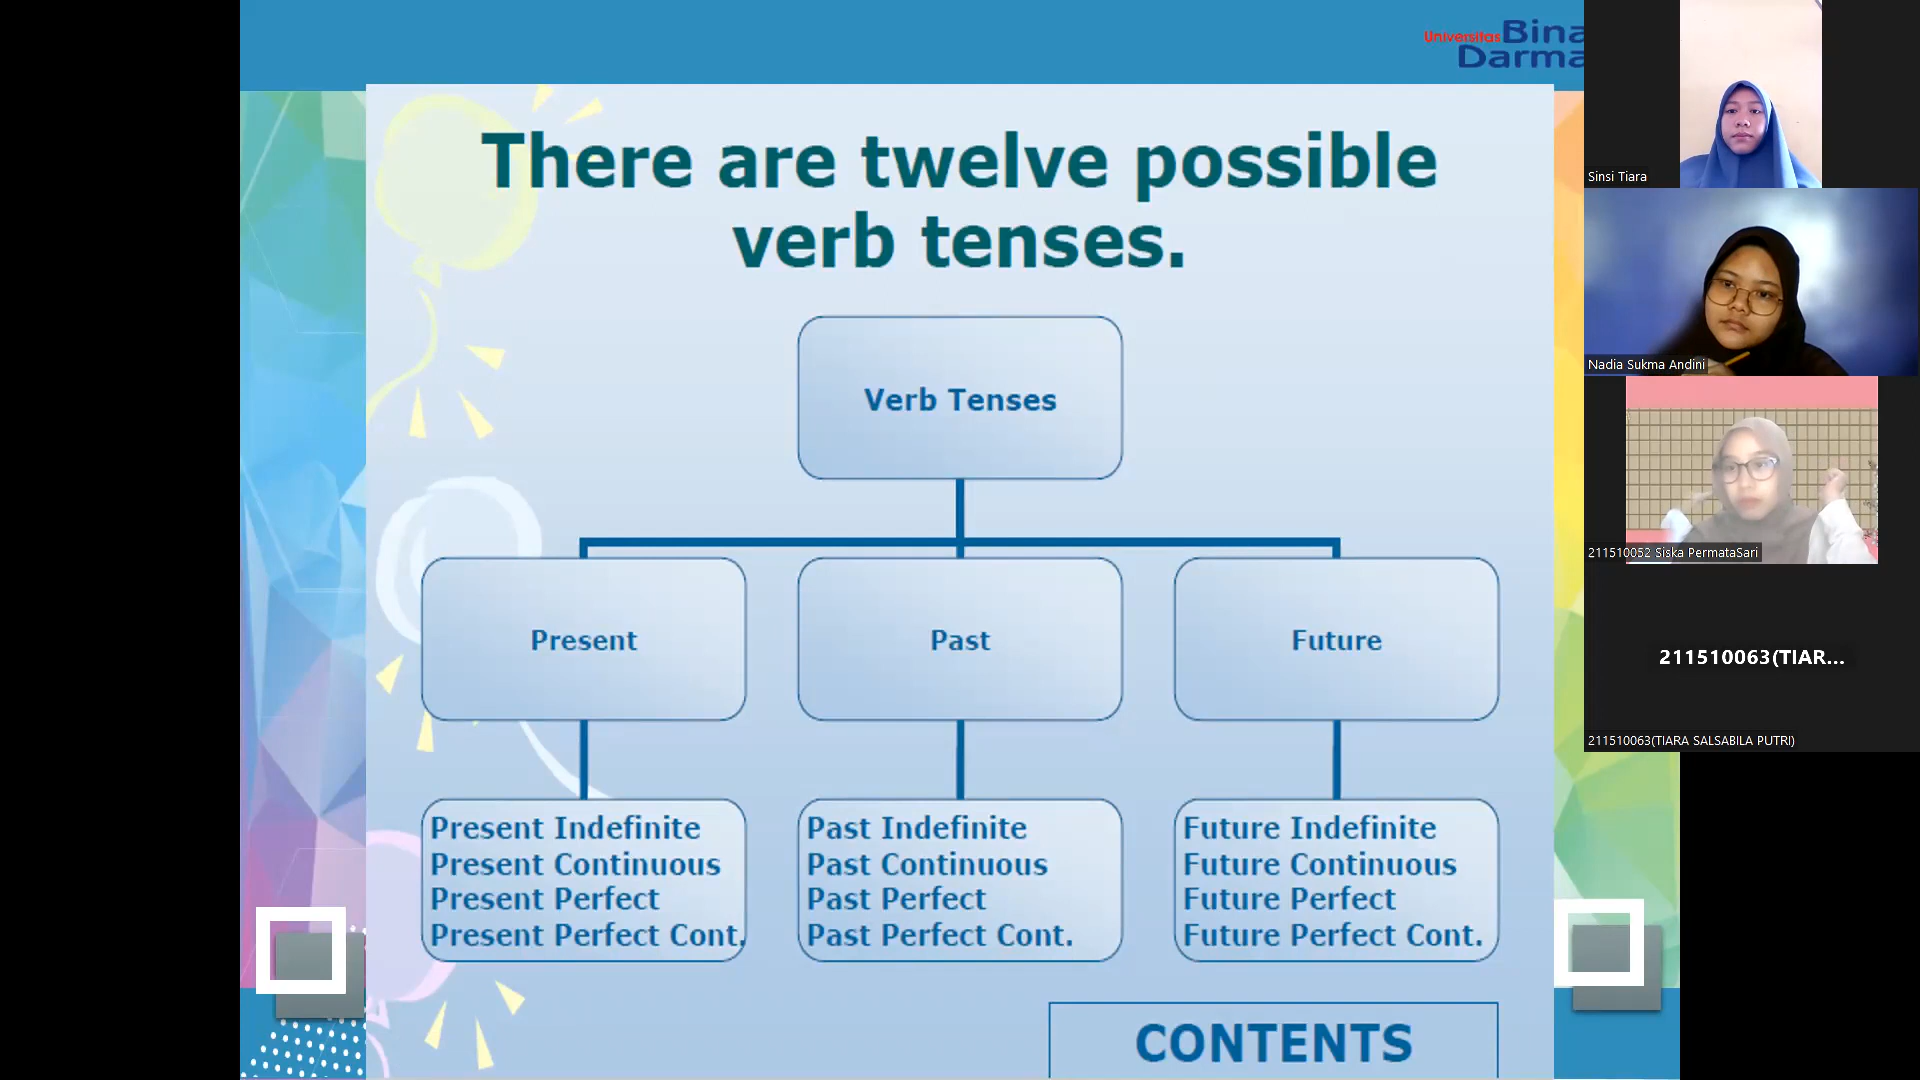 Universitas Bina
Darma
There are twelve possible
verb tenses.
Verb Tenses
Present
Past
Future
Present Indefinite
Present Continuous
Present Perfect
Present Perfect Cont.
Past Indefinite
Past Continuous
Past Perfect
Past Perfect Cont.
Future Indefinite
Future Continuous
Future Perfect
Future Perfect Cont.
CONTENTS
Sinsi Tiara
Nadia Sukma Andini
211510052 Siska PermataSari
211510063(TIAR...
211510063(TIARA SALSABILA PUTRI)